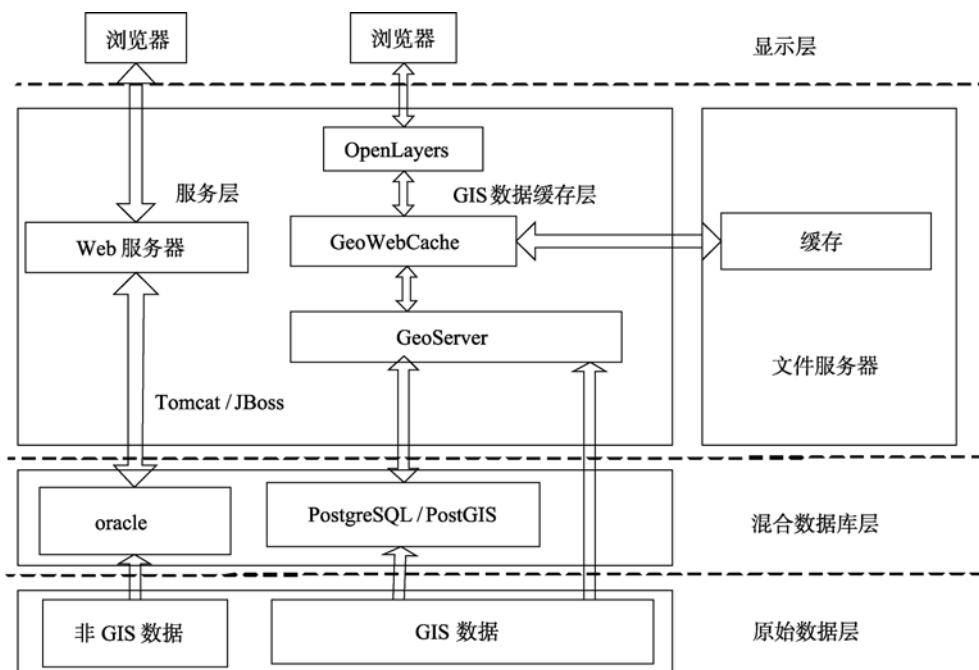 浏览器
浏览器
显示层
OpenLayers
服务层
GIS 数据缓存层
Web 服务器
GeoWebCache
缓存
GeoServer
文件服务器
Tomcat / JBoss
oracle
PostgreSQL / PostGIS
混合数据库层
非 GIS 数据
GIS 数据
原始数据层